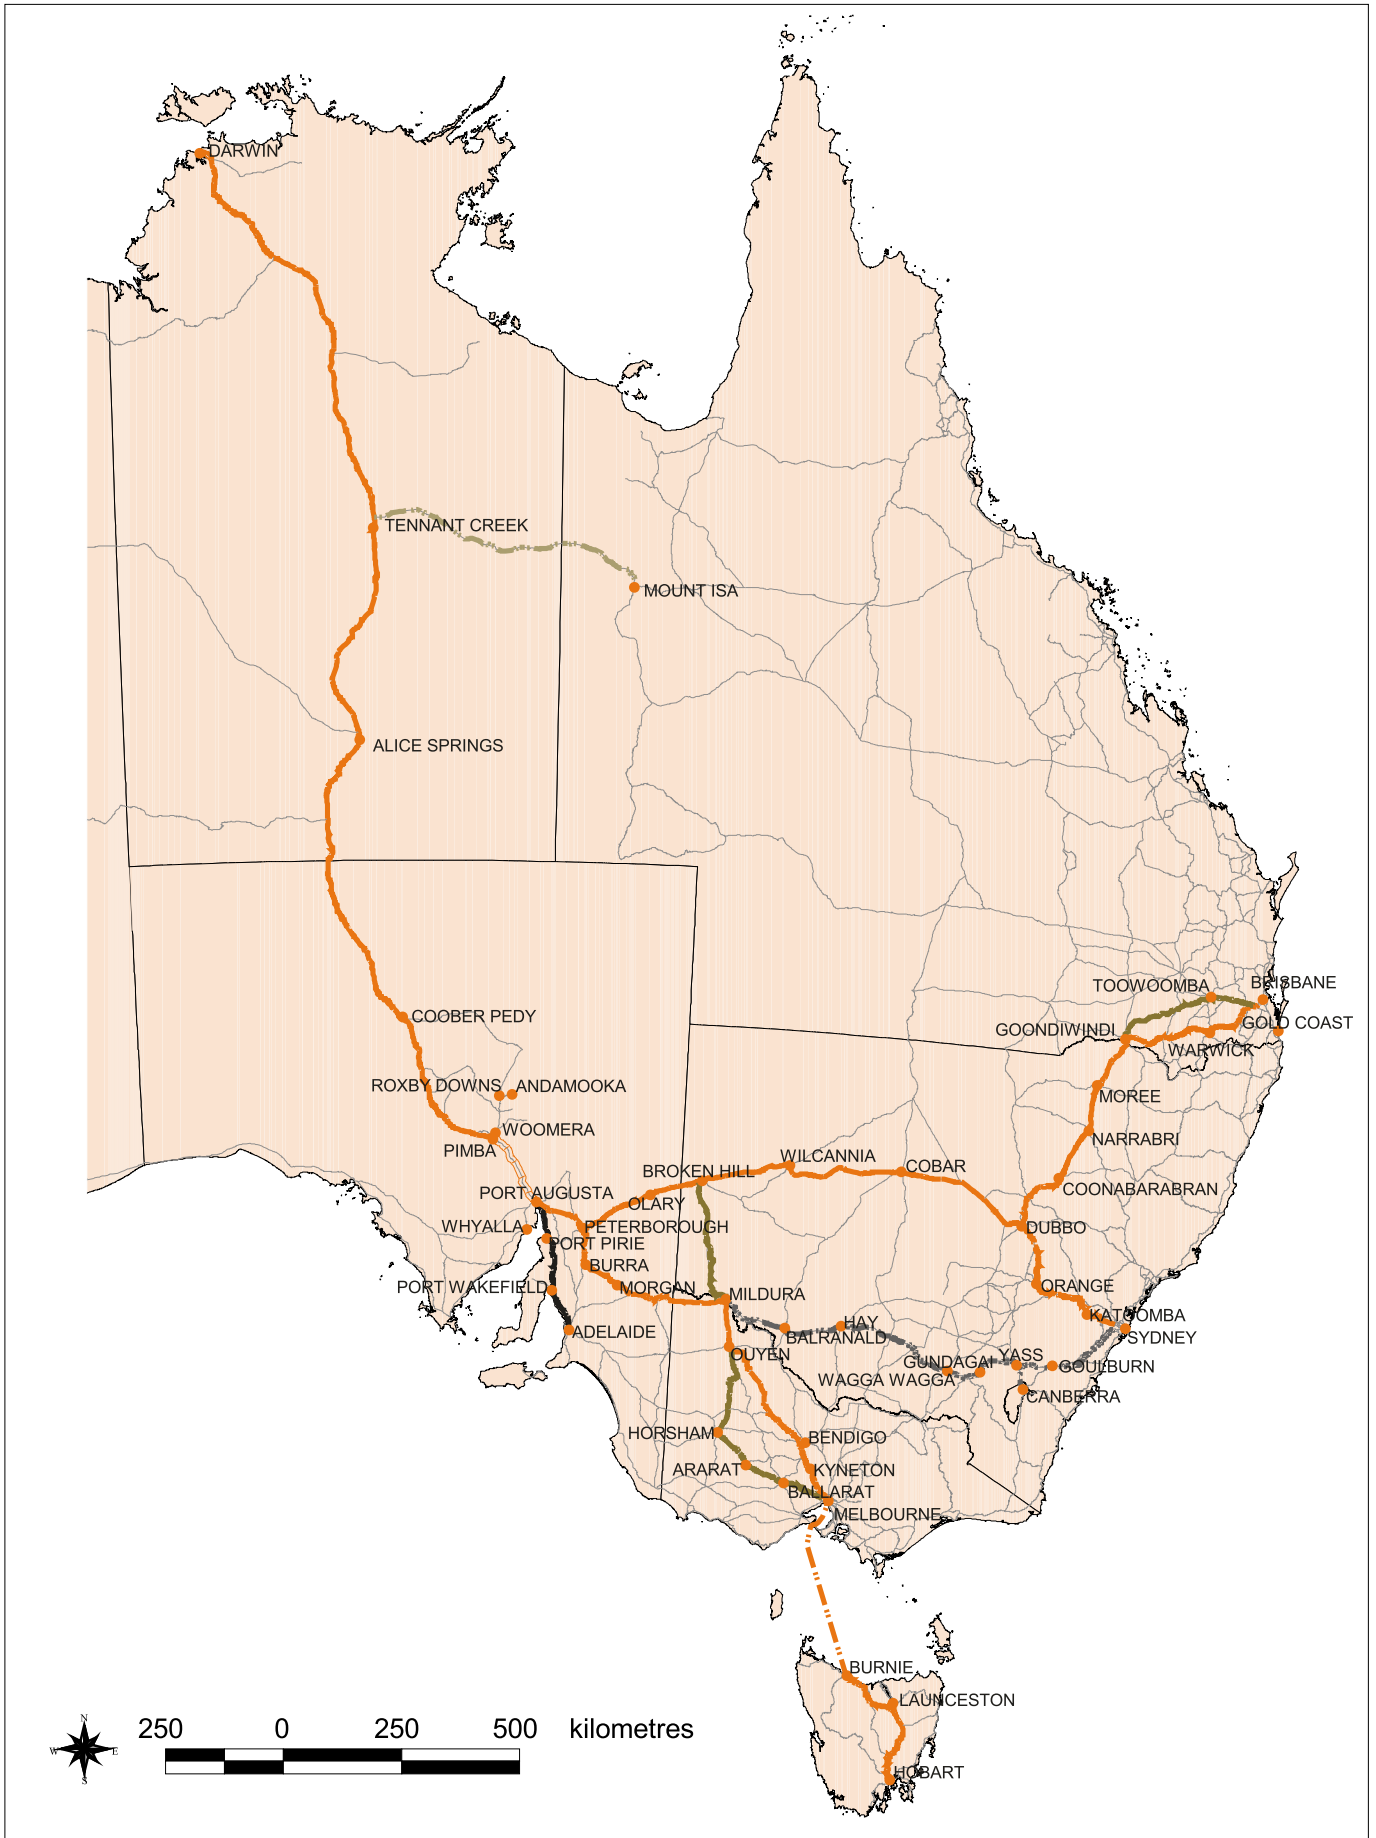 DARWIN
TENNANT CREEK
MOUNT ISA
ALICE SPRINGS
TOOWOOMBA
BRISBANE
COOBER PEDY
GOONDIWINDI
GOLD COAST
WARWICK
ROXBY DOWNS
ANDAMOOKA
MOREE
WOOMERA
PIMBA
NARRABRI
WILCANNIA
BROKEN HILL
COBAR
PORT AUGUSTA
COONABARABRAN
OLARY
WHYALLA
PETERBOROUGH
DUBBO
PORT PIRIE
BURRA
PORT WAKEFIELD
MORGAN
MILDURA
ORANGE
KATOOMBA
HAY
ADELAIDE
BALRANALD
SYDNEY
OUYEN
YASS
GUNDAGAI
GOULBURN
WAGGA WAGGA
CANBERRA
HORSHAM
BENDIGO
ARARAT
KYNETON
BALLARAT
MELBOURNE
BURNIE
LAUNCESTON
HOBART
N
W E
S
250 0 250 500 kilometres